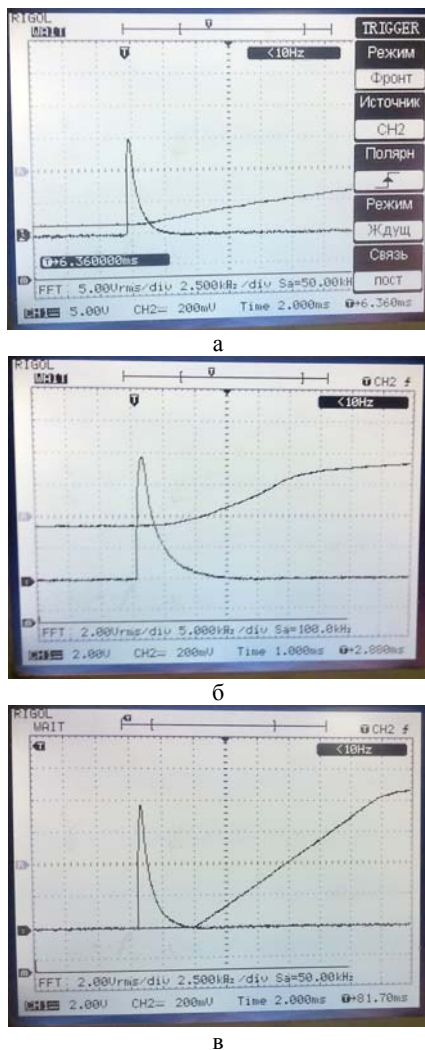 RIGOL
WAIT
<10Hz
TRIGGER
Режим
Фронт
Источник
CH2
Полярн
Режим
Ждущ
Связь
пост
+6.360000ms
FFT 5.00Vrms/div 2.500kHz/div Sa=50.00kH
CH1 5.00V CH2= 200mV Time 2.000ms +6.360ms
а
RIGOL
WAIT
CH2
<10Hz
FFT 2.00Vrms/div 5.000kHz/div Sa=100.0kHz
CH1 2.00V CH2= 200mV Time 1.000ms +2.880ms
б
RIGOL
WAIT
CH2
<10Hz
FFT 2.00Vrms/div 2.500kHz/div Sa=50.00kHz
CH1 2.00V CH2= 200mV Time 2.000ms +81.70ms
в